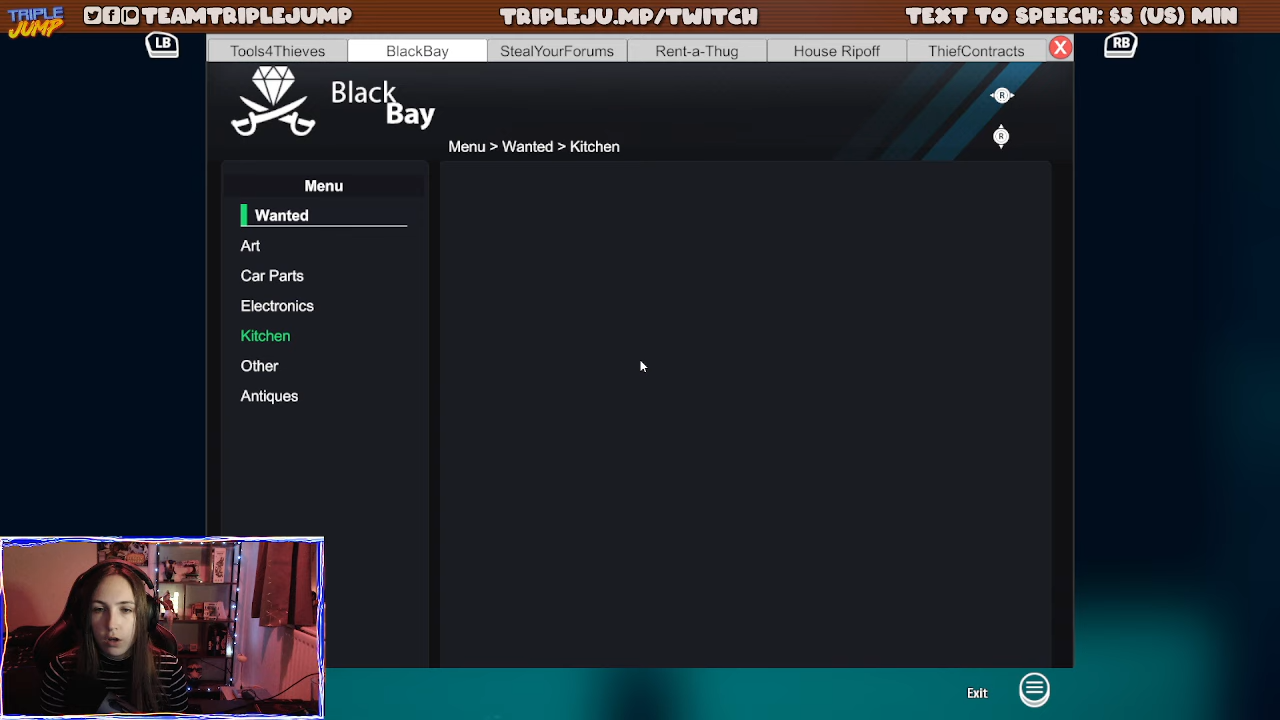 TRIPLE JUMP
TEAMTRIPLEJUMP
TRIPLEJU.MP/TWITCH
TEXT TO SPEECH: $5 (US) MIN
LB
Tools4Thieves
BlackBay
StealYourForums
Rent-a-Thug
House Ripoff
ThiefContracts
X
RB
Black
Bay
R
R
Menu > Wanted > Kitchen
Menu
Wanted
Art
Car Parts
Electronics
Kitchen
Other
Antiques
Exit